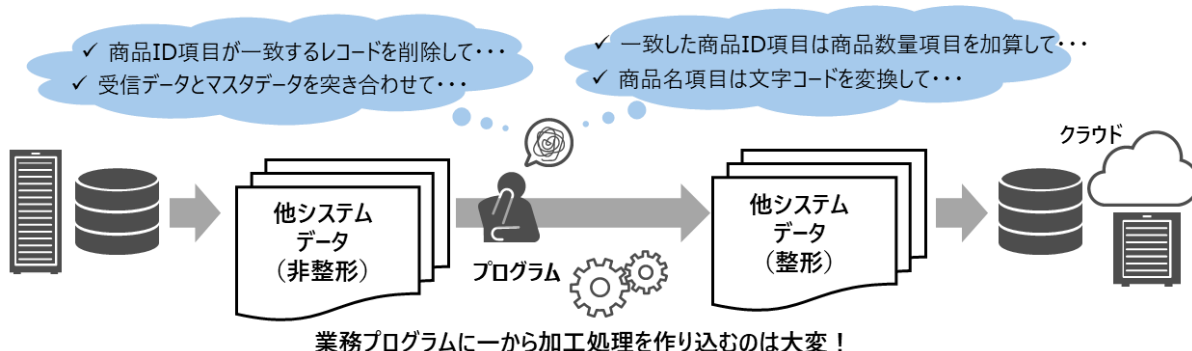 ✓ 商品ID項目が一致するレコードを削除して・・・
✓ 受信データとマスタデータを突き合わせて・・・
✓ 一致した商品ID項目は商品数量項目を加算して・・・
✓ 商品名項目は文字コードを変換して・・・
クラウド
他システム
データ
（非整形）
プログラム
他システム
データ
（整形）
業務プログラムに一から加工処理を作り込むのは大変！